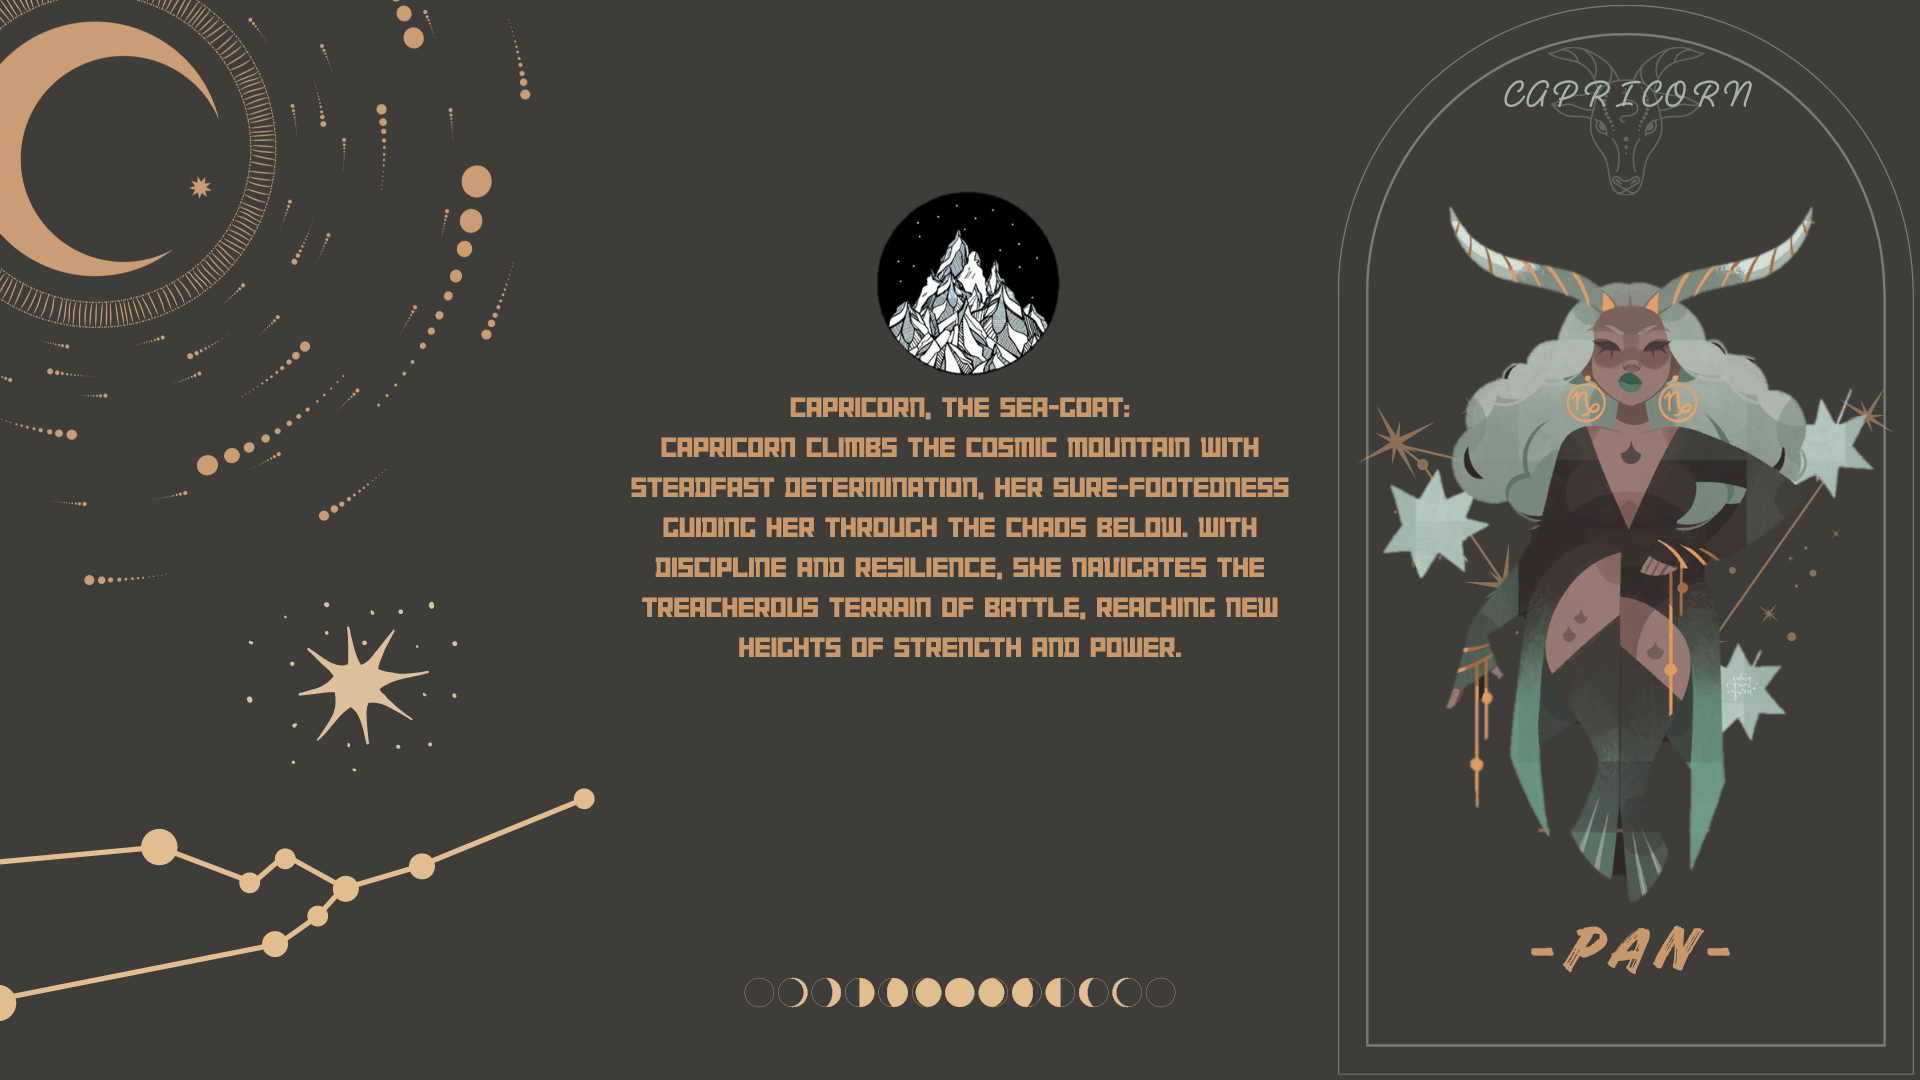 CAPRICORN
CAPRICORN, THE SEA-GOAT:
CAPRICORN CLIMBS THE COSMIC MOUNTAIN WITH
STEADFAST DETERMINATION, HER SURE-FOOTEDNESS
GUIDING HER THROUGH THE CHAOS BELOW. WITH
DISCIPLINE AND RESILIENCE, SHE NAVIGATES THE
TREACHEROUS TERRAIN OF BATTLE, REACHING NEW
HEIGHTS OF STRENGTH AND POWER.
-PAN-